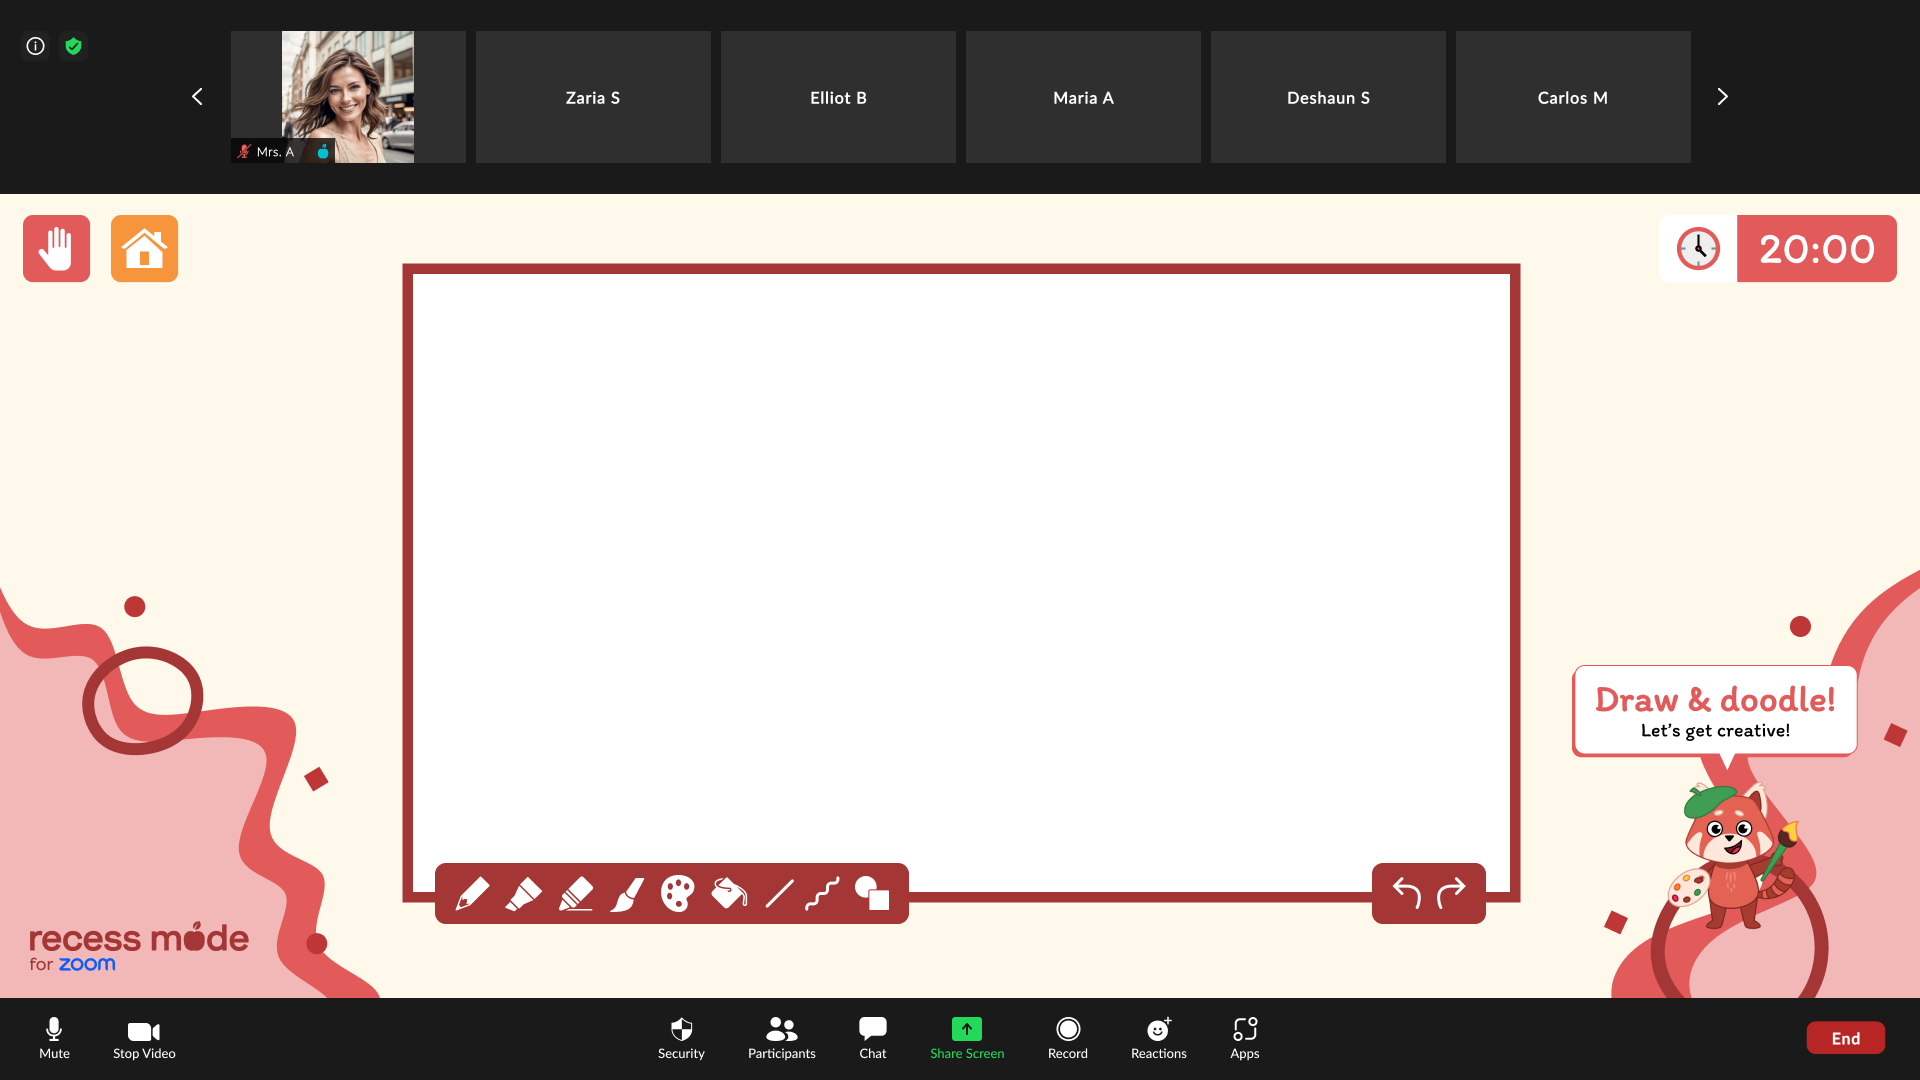 Mrs. A
Zaria S
Elliot B
Maria A
Deshaun S
Carlos M
20:00
Draw & doodle!
Let's get creative!
recess mode
for zoom
Mute
Stop Video
Security
Participants
Chat
Share Screen
Record
Reactions
Apps
End